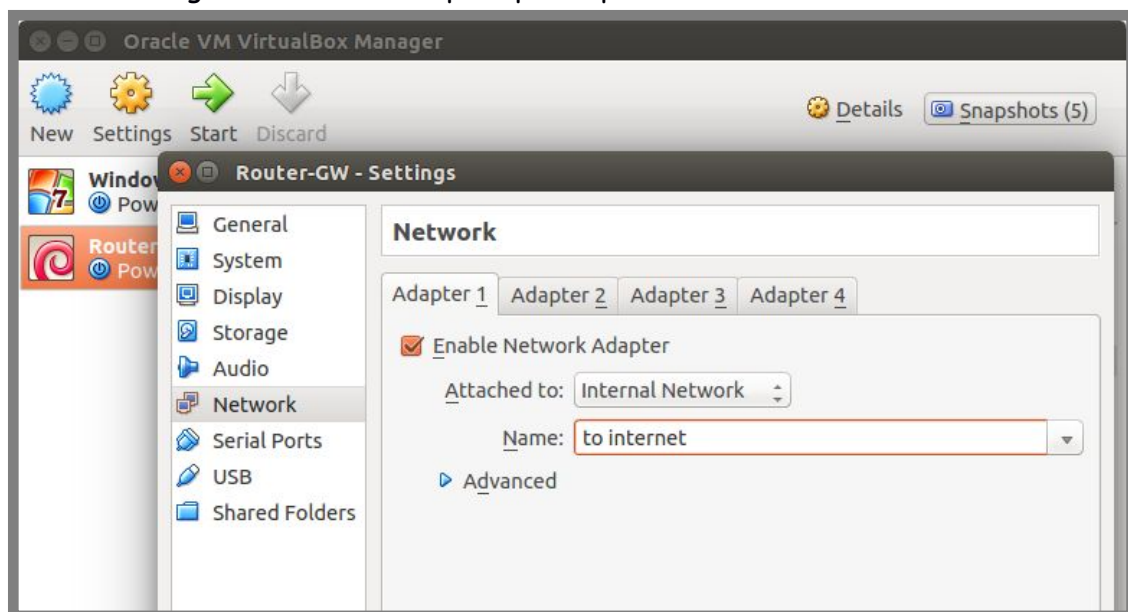 Oracle VM VirtualBox Manager
New Settings Start Discard
Details Snapshots (5)
Router-GW - Settings
General
System
Display
Storage
Audio
Network
Serial Ports
USB
Shared Folders
Network
Adapter 1 Adapter 2 Adapter 3 Adapter 4
Enable Network Adapter
Attached to: Internal Network
Name: to internet
Advanced